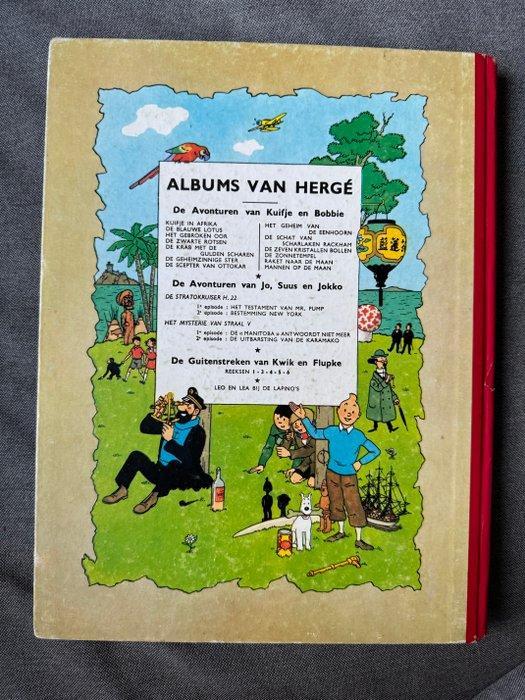 ALBUMS VAN HERGÉ
De Avonturen van Kuifje en Bobbie
KUIFJE IN AFRIKA
DE BLAUWE LOTUS
HET GEBROKEN OOR
DE ZWARTE ROTSEN
DE KRAB MET DE
GULDEN SCHAREN
DE GEHEIMZINNIGE STER
DE SCEPTER VAN OTTOKAR
HET GEHEIM VAN
DE EENHOORN
DE SCHAT VAN
SCHARLAKEN RACKHAM
DE ZEVEN KRISTALLEN BOLLEN
DE ZONNETEMPEL
RAKET NAAR DE MAAN
MANNEN OP DE MAAN
De Avonturen van Jo, Suus en Jokko
DE STRATOKRUISER H. 22
1e episode : HET TESTAMENT VAN MR. PUMP
2e episode : BESTEMMING NEW YORK
HET MYSTERIE VAN STRAAL V
1e episode : DE « MANITOBA » ANTWOORDT NIET MEER
2e episode : DE UITBARSTING VAN DE KARAMAKO
De Guitenstreken van Kwik en Flupke
REEKSEN 1 - 2 - 3 - 4 - 5 - 6
LEO EN LEA BIJ DE LAPINO'S